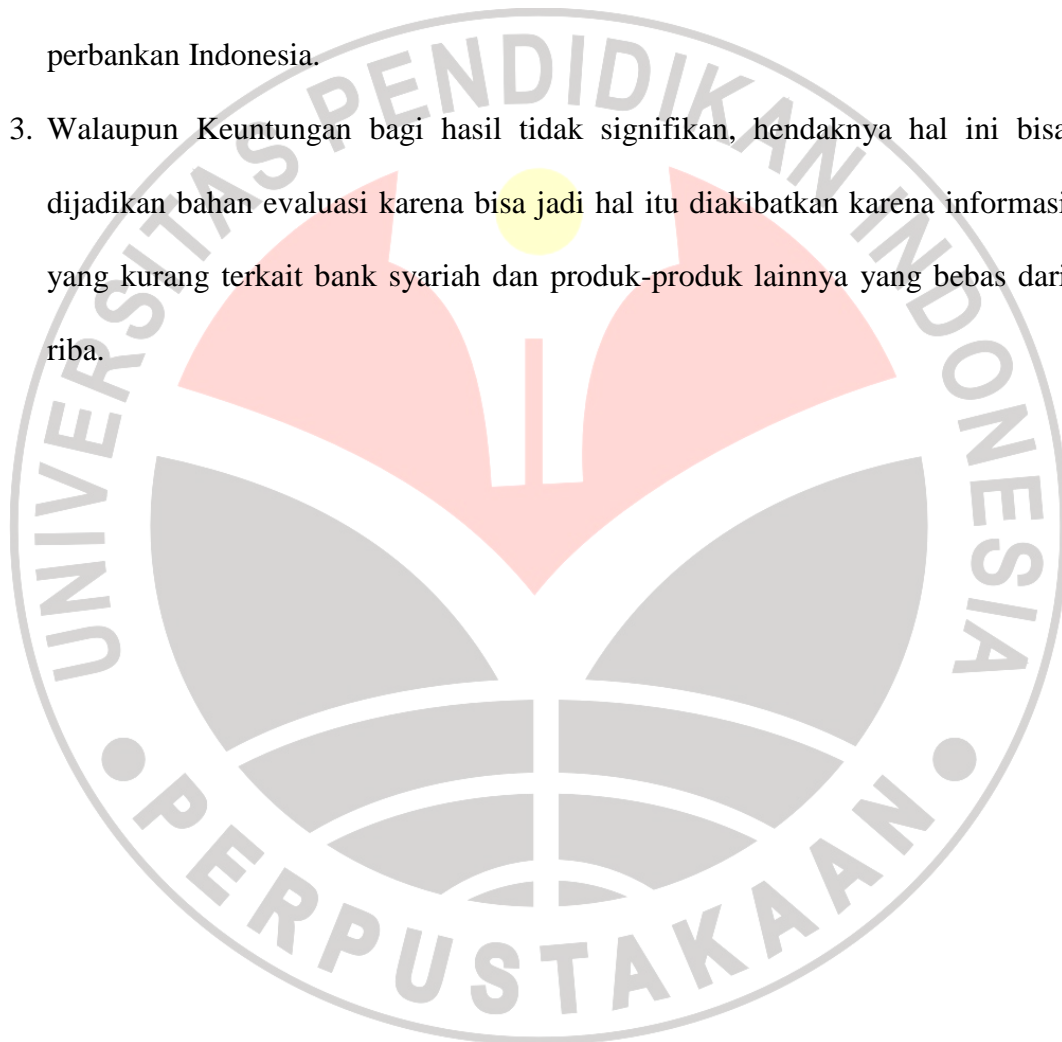 perbankan Indonesia.
3. Walaupun Keuntungan bagi hasil tidak signifikan, hendaknya hal ini bisa
dijadikan bahan evaluasi karena bisa jadi hal itu diakibatkan karena informasi
yang kurang terkait bank syariah dan produk-produk lainnya yang bebas dari
riba.
UNIVERSITAS PENDIDIKAN INDONESIA
PERPUSTAKAAN